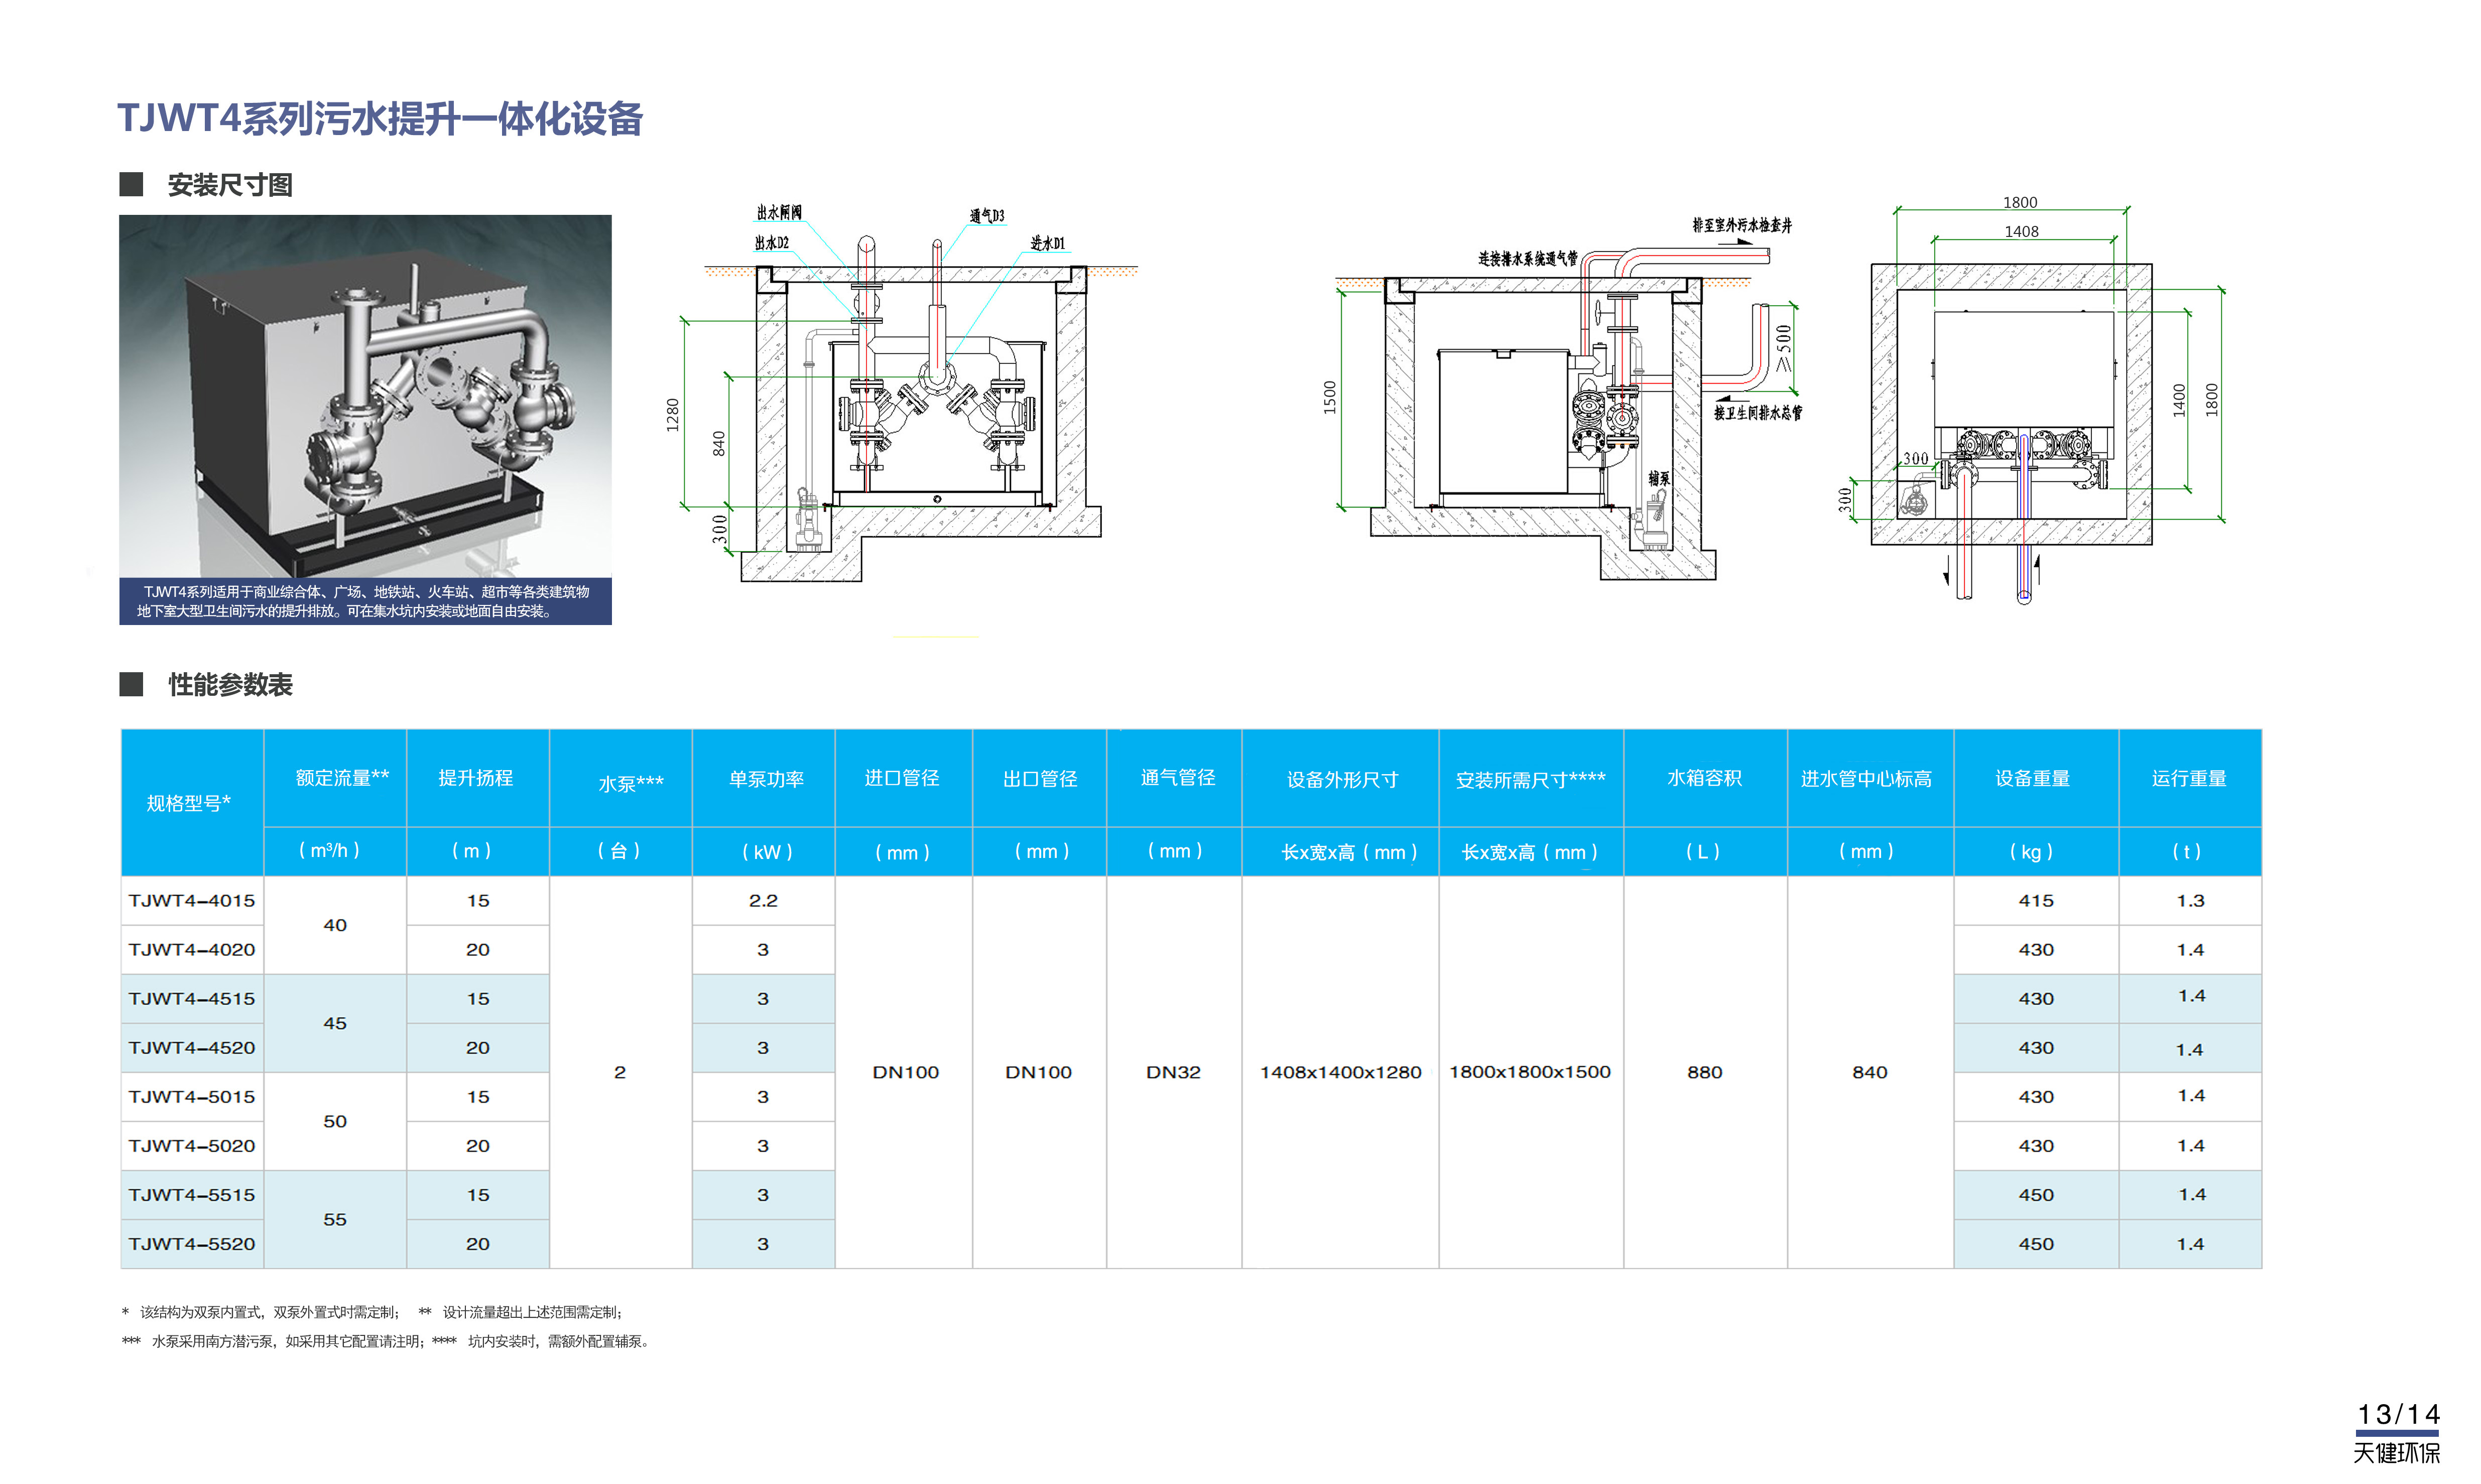 TJWT4系列污水提升一体化设备
安装尺寸图
TJWT4系列适用于商业综合体、广场、地铁站、火车站、超市等各类建筑物
地下室大型卫生间污水的提升排放。可在集水坑内安装或地面自由安装。
出水闸阀
出水D2
通气D3
进水D1
1280
840
300
连接排水系统通气管
排至室外污水检查井
1500
≥500
接卫生间排水总管
辅泵
1800
1408
1400
1800
300
300
性能参数表
规格型号* 额定流量** 提升扬程 水泵*** 单泵功率 进口管径 出口管径 通气管径 设备外形尺寸 安装所需尺寸**** 水箱容积 进水管中心标高 设备重量 运行重量
（m³/h） （m） （台） （kW） （mm） （mm） （mm） 长x宽x高（mm） 长x宽x高（mm） （L） （mm） （kg） （t）
TJWT4-4015 40 15 2 2.2 DN100 DN100 DN32 1408x1400x1280 1800x1800x1500 880 840 415 1.3
TJWT4-4020 20 3 430 1.4
TJWT4-4515 45 15 3 430 1.4
TJWT4-4520 20 3 430 1.4
TJWT4-5015 50 15 3 430 1.4
TJWT4-5020 20 3 430 1.4
TJWT4-5515 55 15 3 450 1.4
TJWT4-5520 20 3 450 1.4
* 该结构为双泵内置式，双泵外置式时需定制； ** 设计流量超出上述范围需定制；
*** 水泵采用南方潜污泵，如采用其它配置请注明；**** 坑内安装时，需额外配置辅泵。
13/14
天健环保